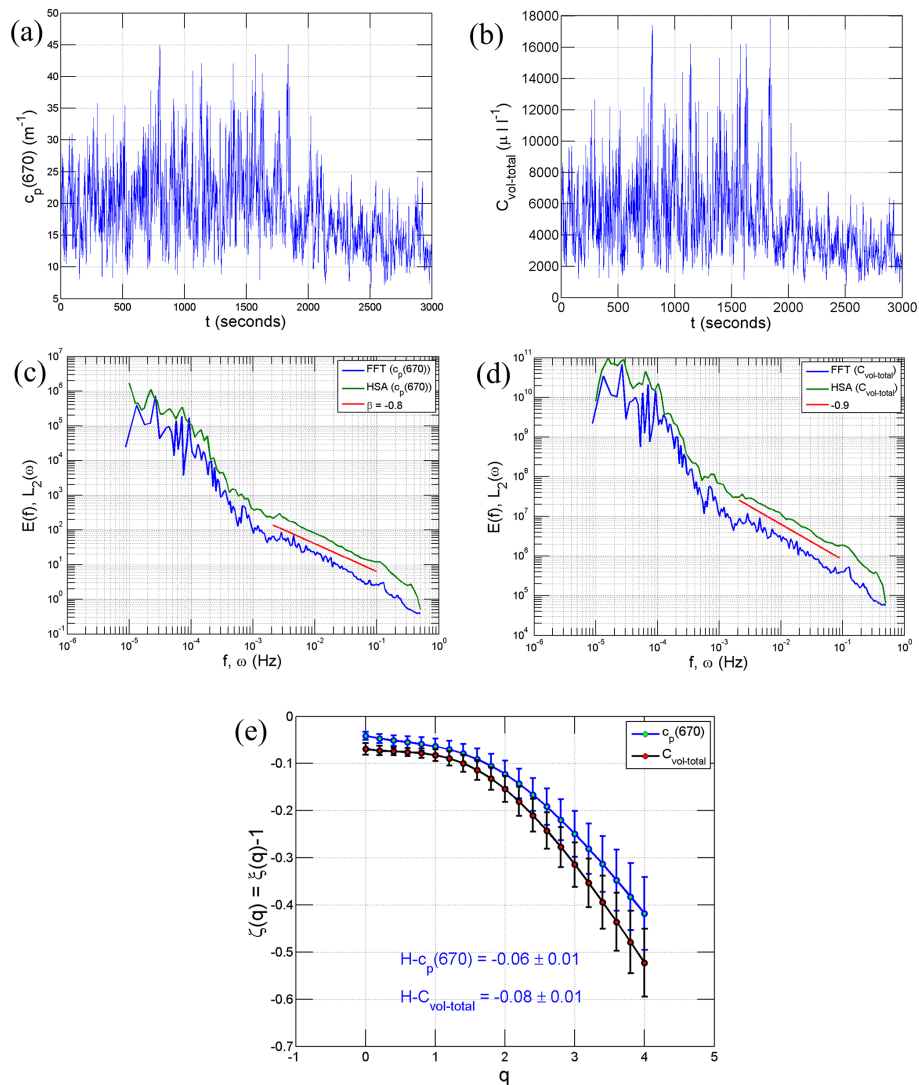 (a)
50
45
40
35
30
25
20
15
10
5
c_p(670) (m^-1)
0 500 1000 1500 2000 2500 3000
t (seconds)
(b)
18000
16000
14000
12000
10000
8000
6000
4000
2000
0
C_vol-total (μ l l^-1)
0 500 1000 1500 2000 2500 3000
t (seconds)
(c)
10^7
10^6
10^5
10^4
10^3
10^2
10^1
10^0
10^-1
E(f), L_2(ω)
FFT (c_p(670))
HSA (c_p(670))
β = -0.8
10^-6 10^-5 10^-4 10^-3 10^-2 10^-1 10^0
f, ω (Hz)
(d)
10^11
10^10
10^9
10^8
10^7
10^6
10^5
10^4
E(f), L_2(ω)
FFT (C_vol-total)
HSA (C_vol-total)
-0.9
10^-6 10^-5 10^-4 10^-3 10^-2 10^-1 10^0
f, ω (Hz)
(e)
0
-0.1
-0.2
-0.3
-0.4
-0.5
-0.6
-0.7
ζ(q) = ξ(q)-1
c_p(670)
C_vol-total
H-c_p(670) = -0.06 ± 0.01
H-C_vol-total = -0.08 ± 0.01
-1 0 1 2 3 4 5
q